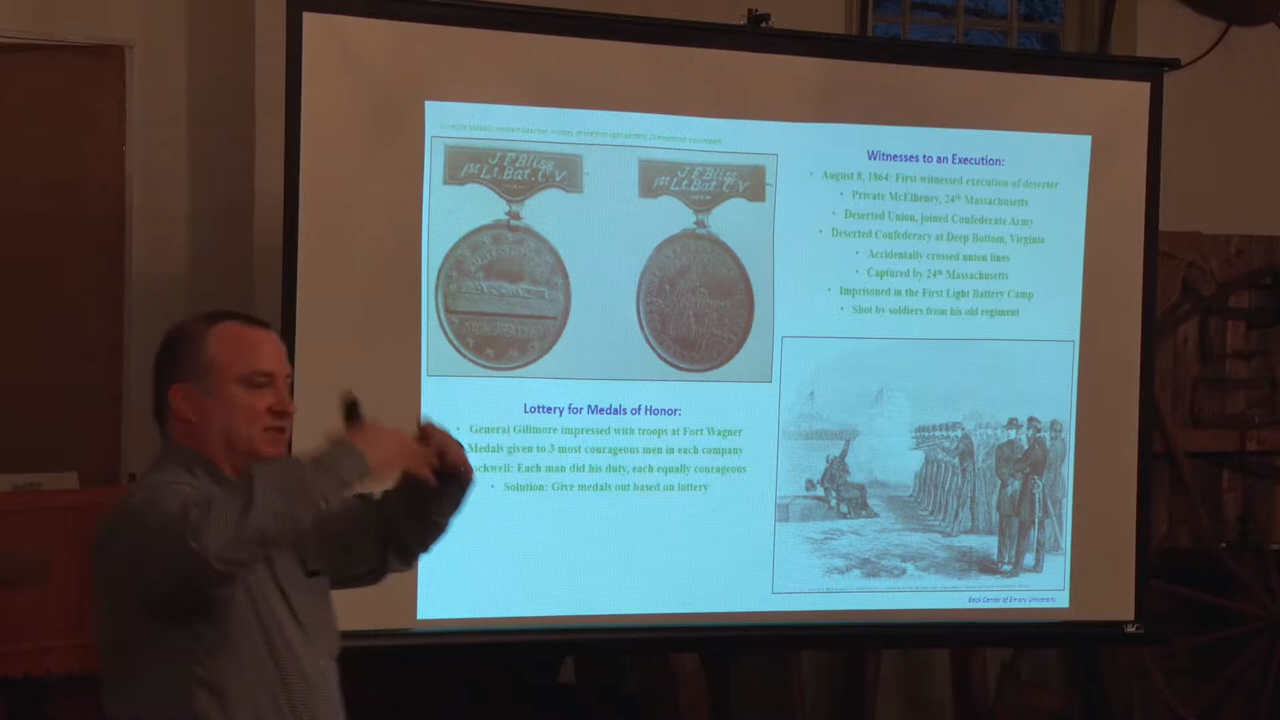 J.F Bliss
1st Lt. Bat. C.V
J.F Bliss
1st Lt. Bat. C.V
Lottery for Medals of Honor:
General Gillmore impressed with troops at Fort Wagner
Medals given to 3 most courageous men in each company
ockwell: Each man did his duty, each equally courageous
Solution: Give medals out based on lottery
Witnesses to an Execution:
August 8, 1864: First witnessed execution of deserter
Private McElheney, 24th Massachusetts
Deserted Union, joined Confederate Army
Deserted Confederacy at Deep Bottom, Virginia
Accidentally crossed union lines
Captured by 24th Massachusetts
Imprisoned in the First Light Battery Camp
Shot by soldiers from his old regiment
Beck Center of Emory University